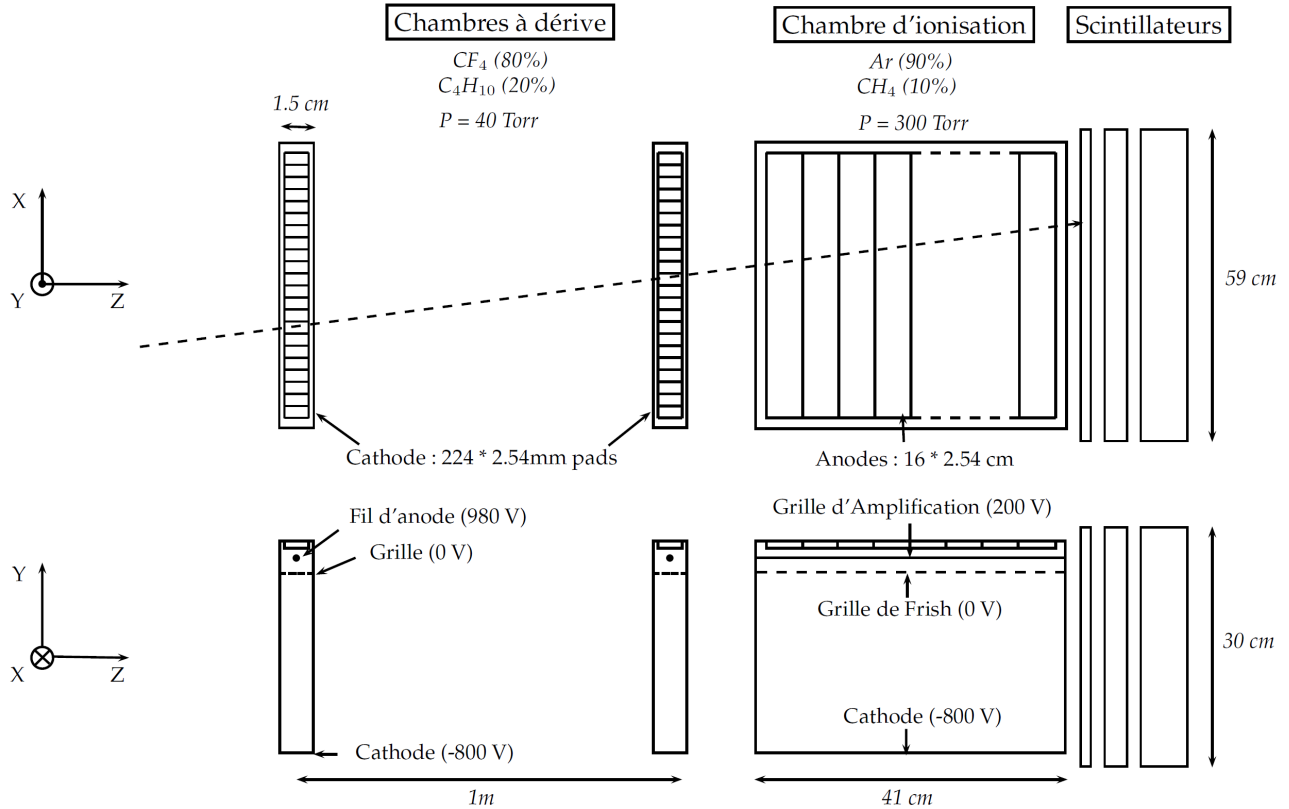 Chambres à dérive
Chambre d'ionisation
Scintillateurs
CF₄ (80%)
C₄H₁₀ (20%)
P = 40 Torr
Ar (90%)
CH₄ (10%)
P = 300 Torr
1.5 cm
X
Y
Z
59 cm
Cathode : 224 * 2.54mm pads
Anodes : 16 * 2.54 cm
Fil d'anode (980 V)
Grille (0 V)
Grille d'Amplification (200 V)
Grille de Frish (0 V)
Y
X
Z
30 cm
Cathode (-800 V)
Cathode (-800 V)
1m
41 cm